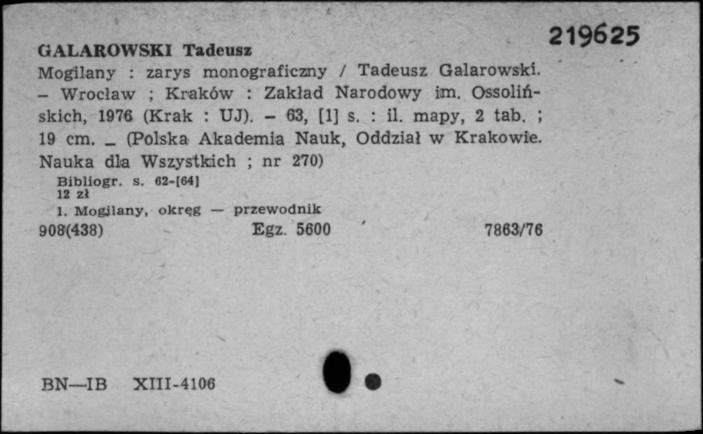 219625
GALAROWSKI Tadeusz
Mogilany : zarys monograficzny / Tadeusz Galarowski.
– Wrocław ; Kraków : Zakład Narodowy im. Ossoliń-
skich, 1976 (Krak : UJ). – 63, [1] s. : il. mapy, 2 tab. ;
19 cm. – (Polska Akademia Nauk, Oddział w Krakowie.
Nauka dla Wszystkich ; nr 270)
Bibliogr. s. 62-[64]
12 zł
1. Mogilany, okręg — przewodnik
908(438) Egz. 5600 7863/76
BN—IB XIII-4106